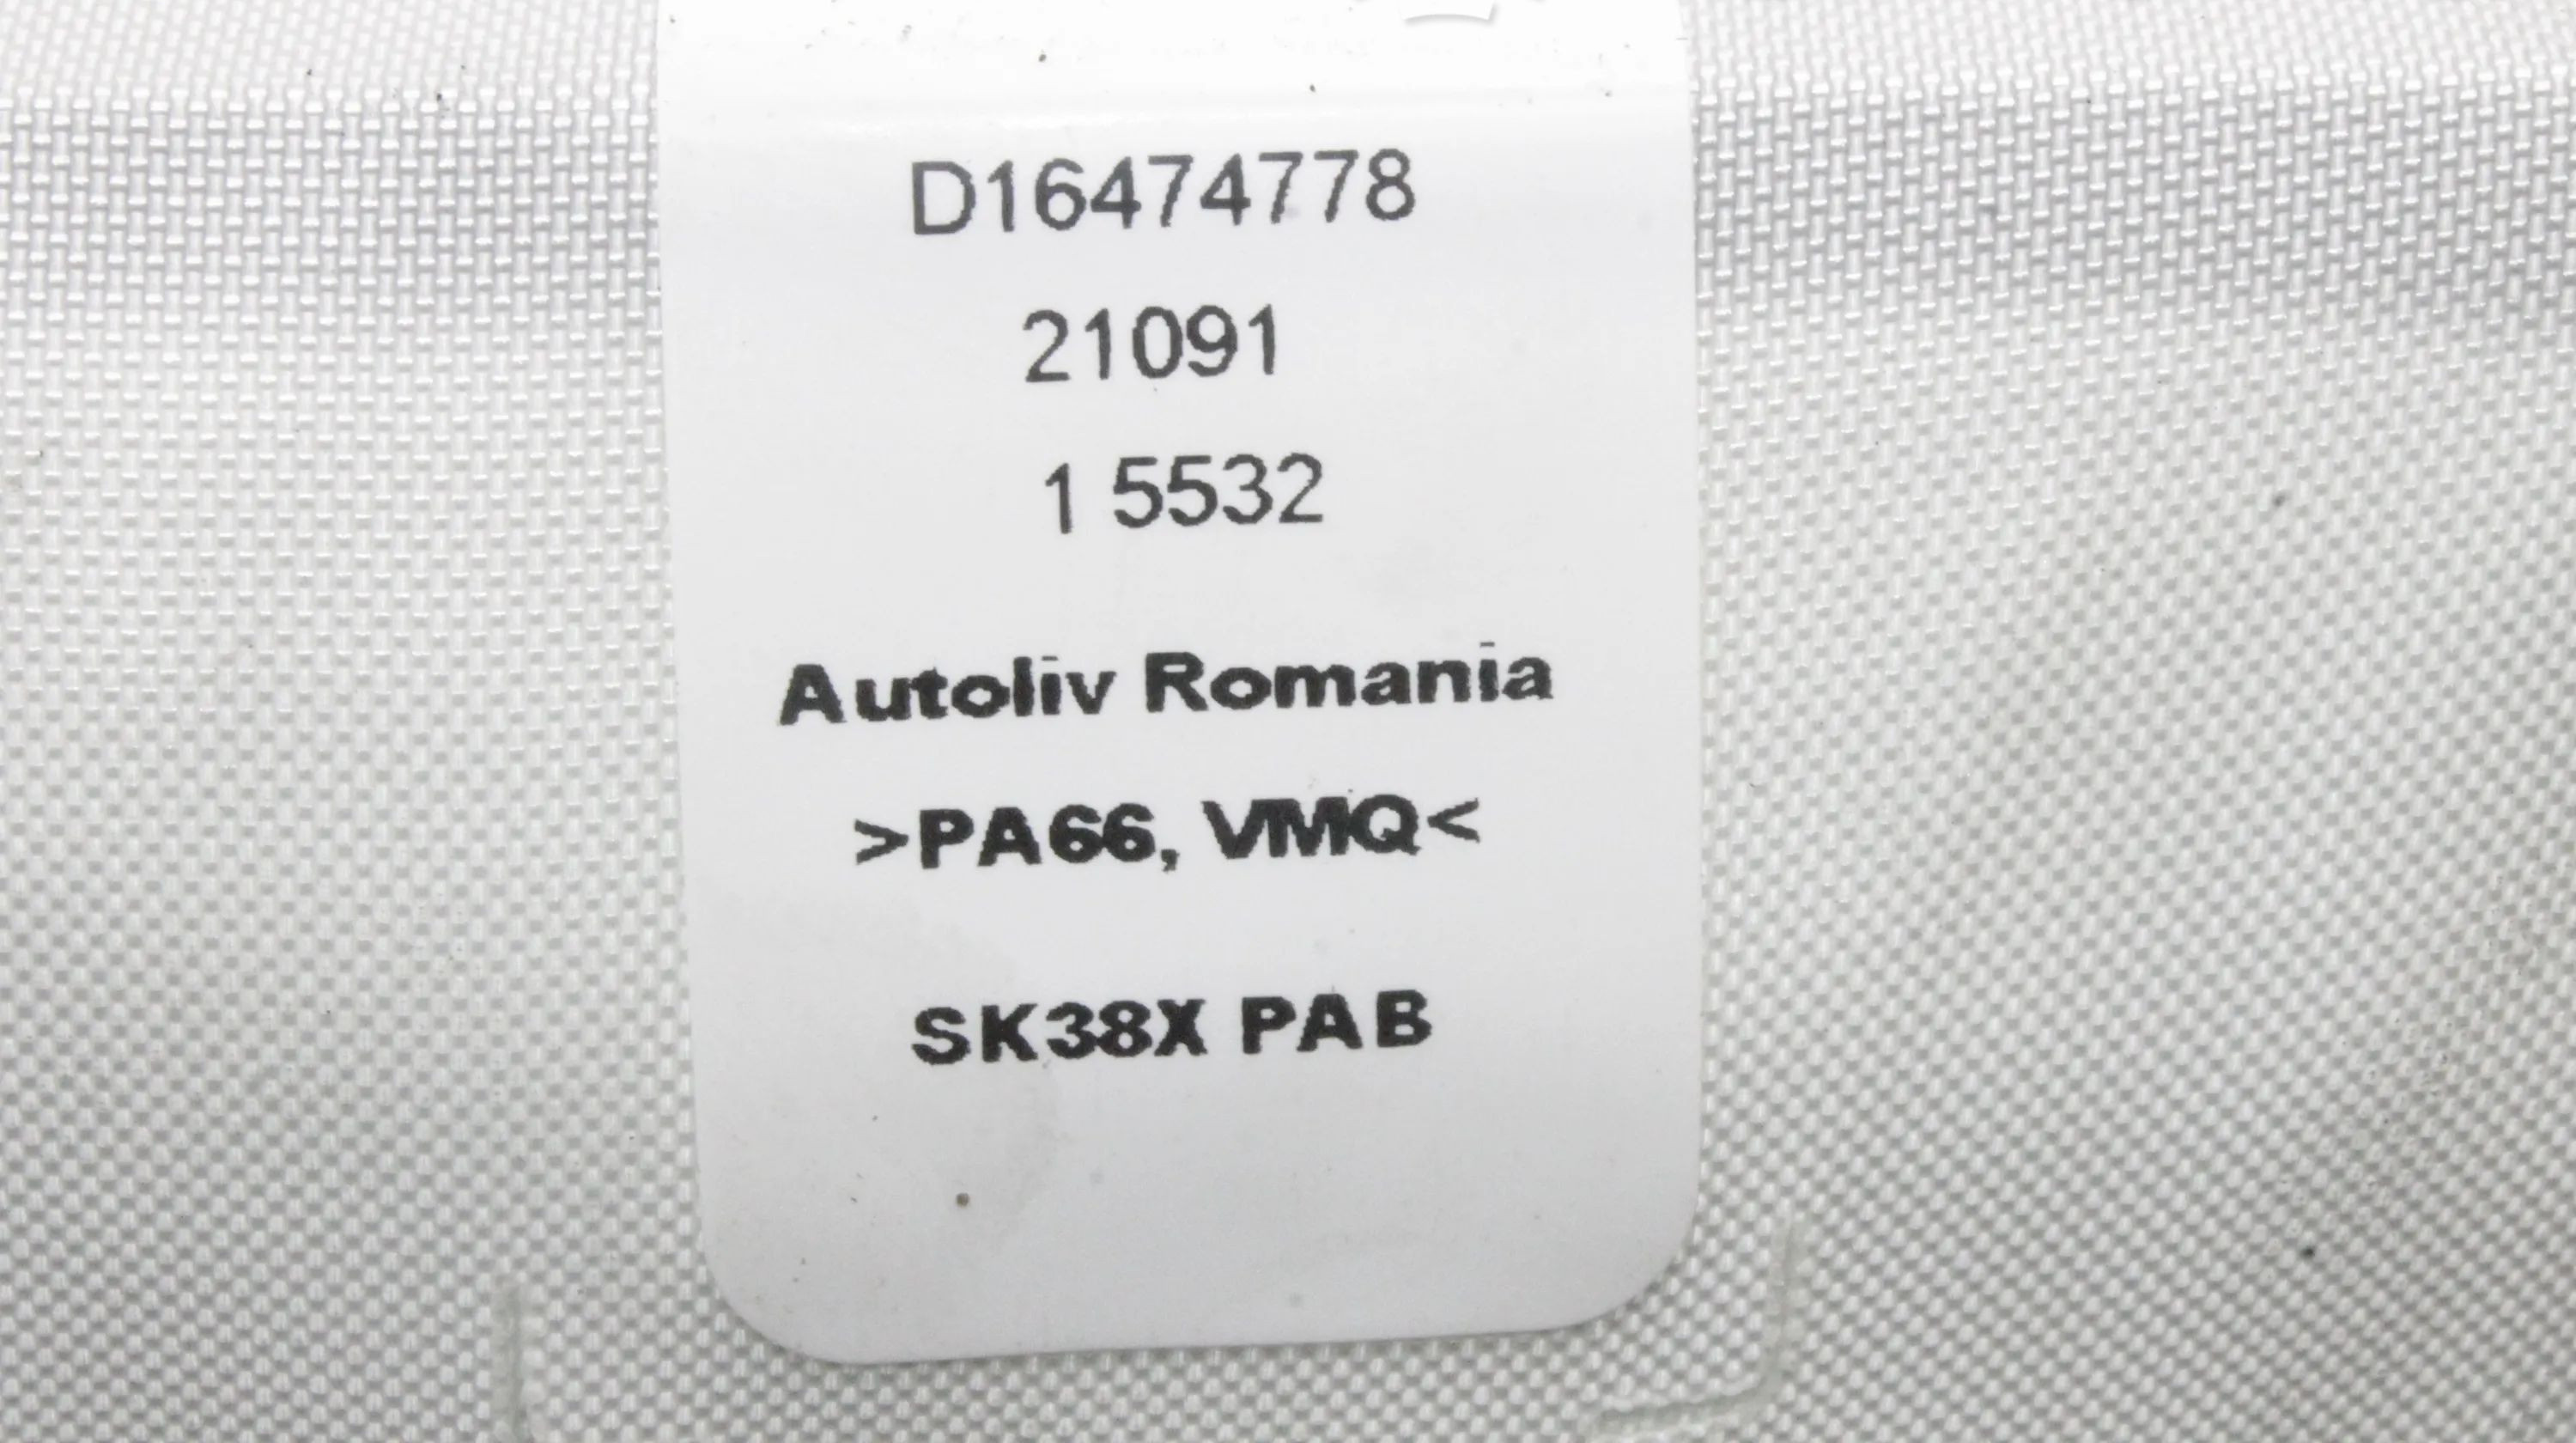 D16474778
21091
1 5532
Autoliv Romania
>PA66, VMQ<
SK38X PAB